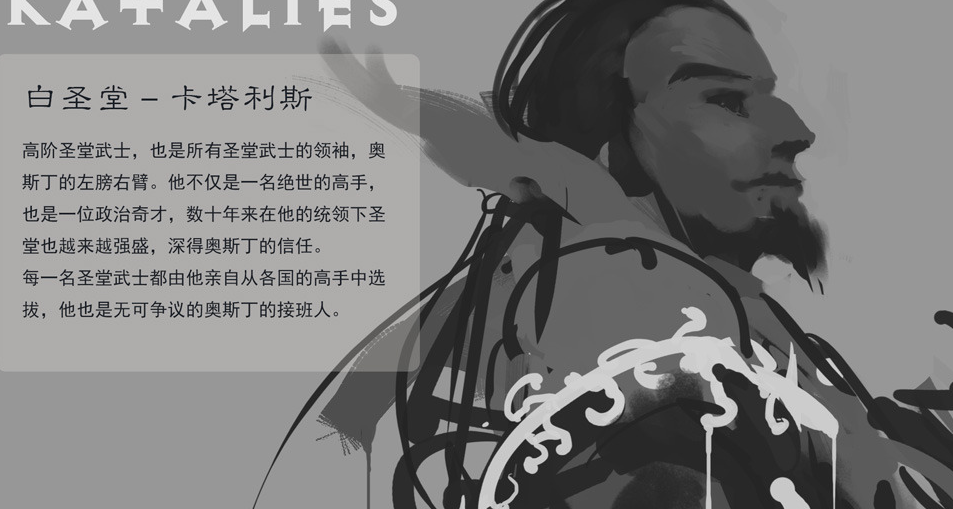 KATALIES
白圣堂 – 卡塔利斯
高阶圣堂武士，也是所有圣堂武士的领袖，奥
斯丁的左膀右臂。他不仅是一名绝世的高手，
也是一位政治奇才，数十年来在他的统领下圣
堂也越来越强盛，深得奥斯丁的信任。
每一名圣堂武士都由他亲自从各国的高手中选
拔，他也是无可争议的奥斯丁的接班人。